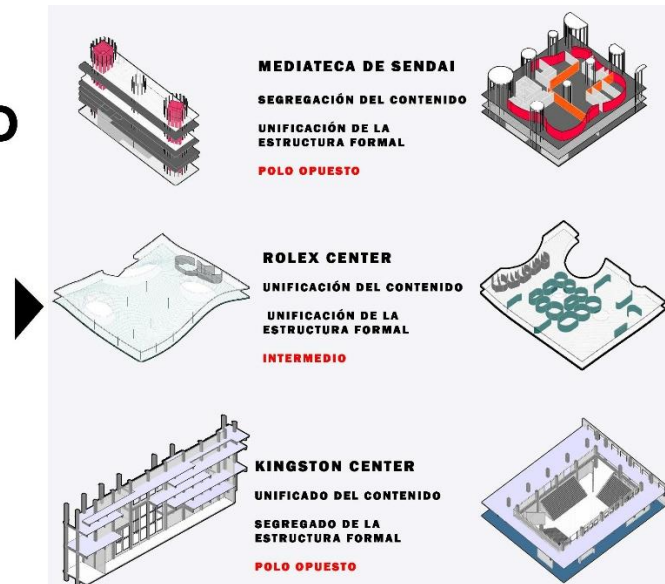 O
MEDIATECA DE SENDAI
SEGREGACIÓN DEL CONTENIDO
UNIFICACIÓN DE LA
ESTRUCTURA FORMAL
POLO OPUESTO
ROLEX CENTER
UNIFICACIÓN DEL CONTENIDO
UNIFICACIÓN DE LA
ESTRUCTURA FORMAL
INTERMEDIO
KINGSTON CENTER
UNIFICADO DEL CONTENIDO
SEGREGADO DE LA
ESTRUCTURA FORMAL
POLO OPUESTO